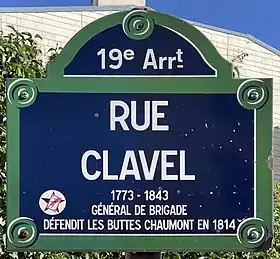 19e Arrt
RUE
CLAVEL
1773 - 1843
GÉNÉRAL DE BRIGADE
DÉFENDIT LES BUTTES CHAUMONT EN 1814